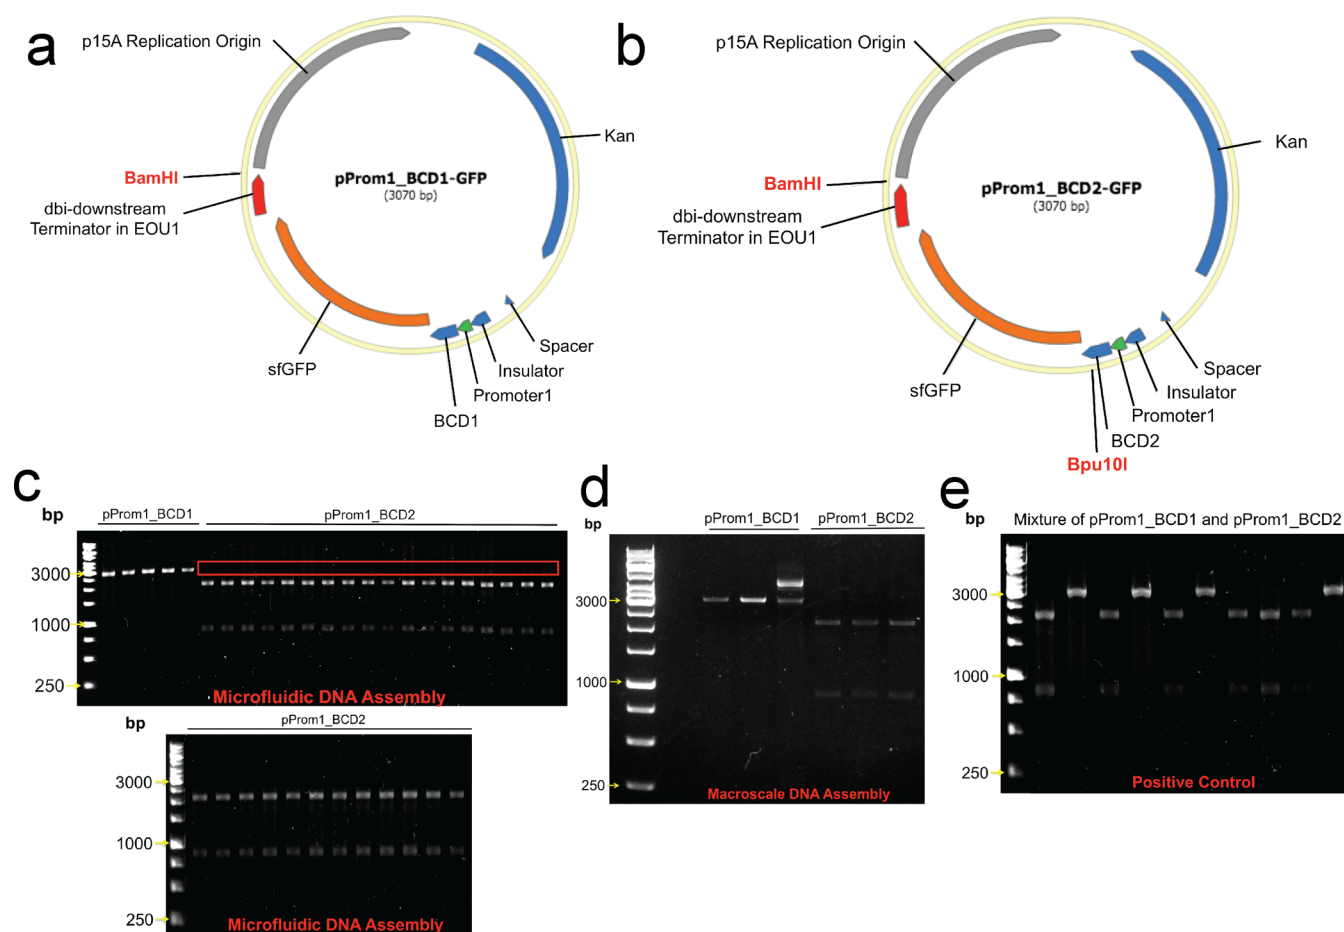 a
p15A Replication Origin
Kan
BamHI
pProm1_BCD1-GFP
(3070 bp)
dbi-downstream
Terminator in EOU1
sfGFP
Spacer
Insulator
Promoter1
BCD1
b
p15A Replication Origin
Kan
BamHI
pProm1_BCD2-GFP
(3070 bp)
dbi-downstream
Terminator in EOU1
sfGFP
Spacer
Insulator
Promoter1
BCD2
Bpu10I
c
bp
pProm1_BCD1
pProm1_BCD2
3000
1000
250
Microfluidic DNA Assembly
bp
pProm1_BCD2
3000
1000
250
Microfluidic DNA Assembly
d
bp
pProm1_BCD1
pProm1_BCD2
3000
1000
250
Macroscale DNA Assembly
e
bp
Mixture of pProm1_BCD1 and pProm1_BCD2
3000
1000
250
Positive Control